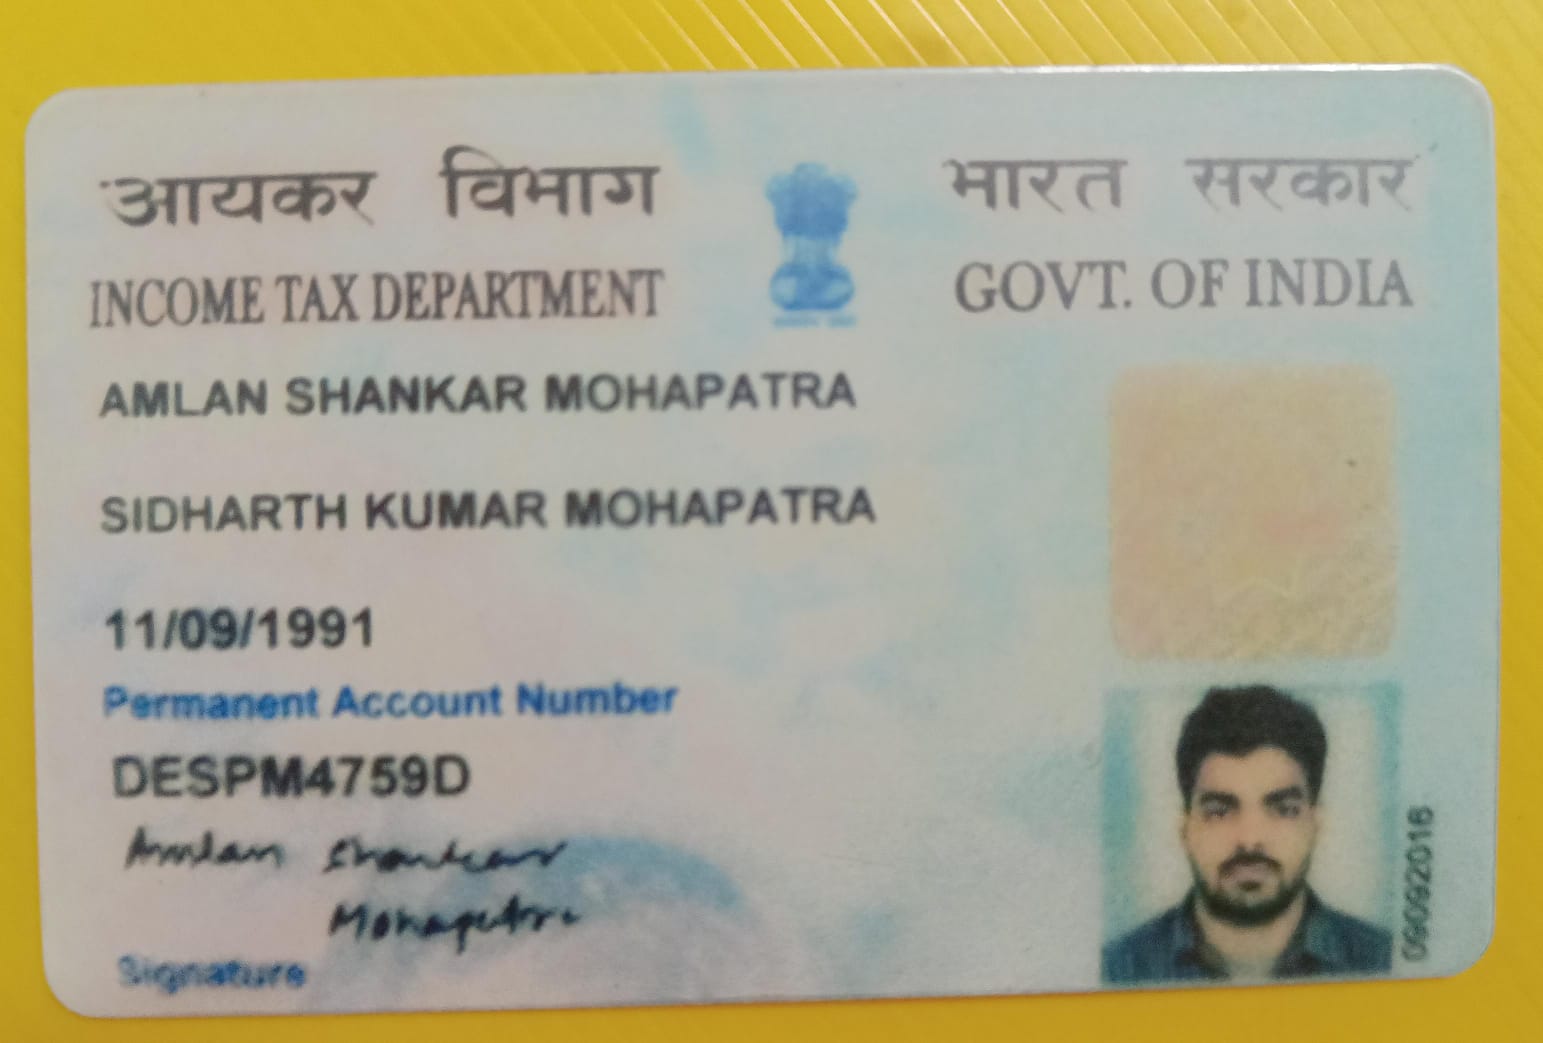 आयकर विभाग
भारत सरकार
INCOME TAX DEPARTMENT
GOVT. OF INDIA
AMLAN SHANKAR MOHAPATRA
SIDHARTH KUMAR MOHAPATRA
11/09/1991
Permanent Account Number
DESPM4759D
Amlan Shankar
Mohapatra
Signature
09092016